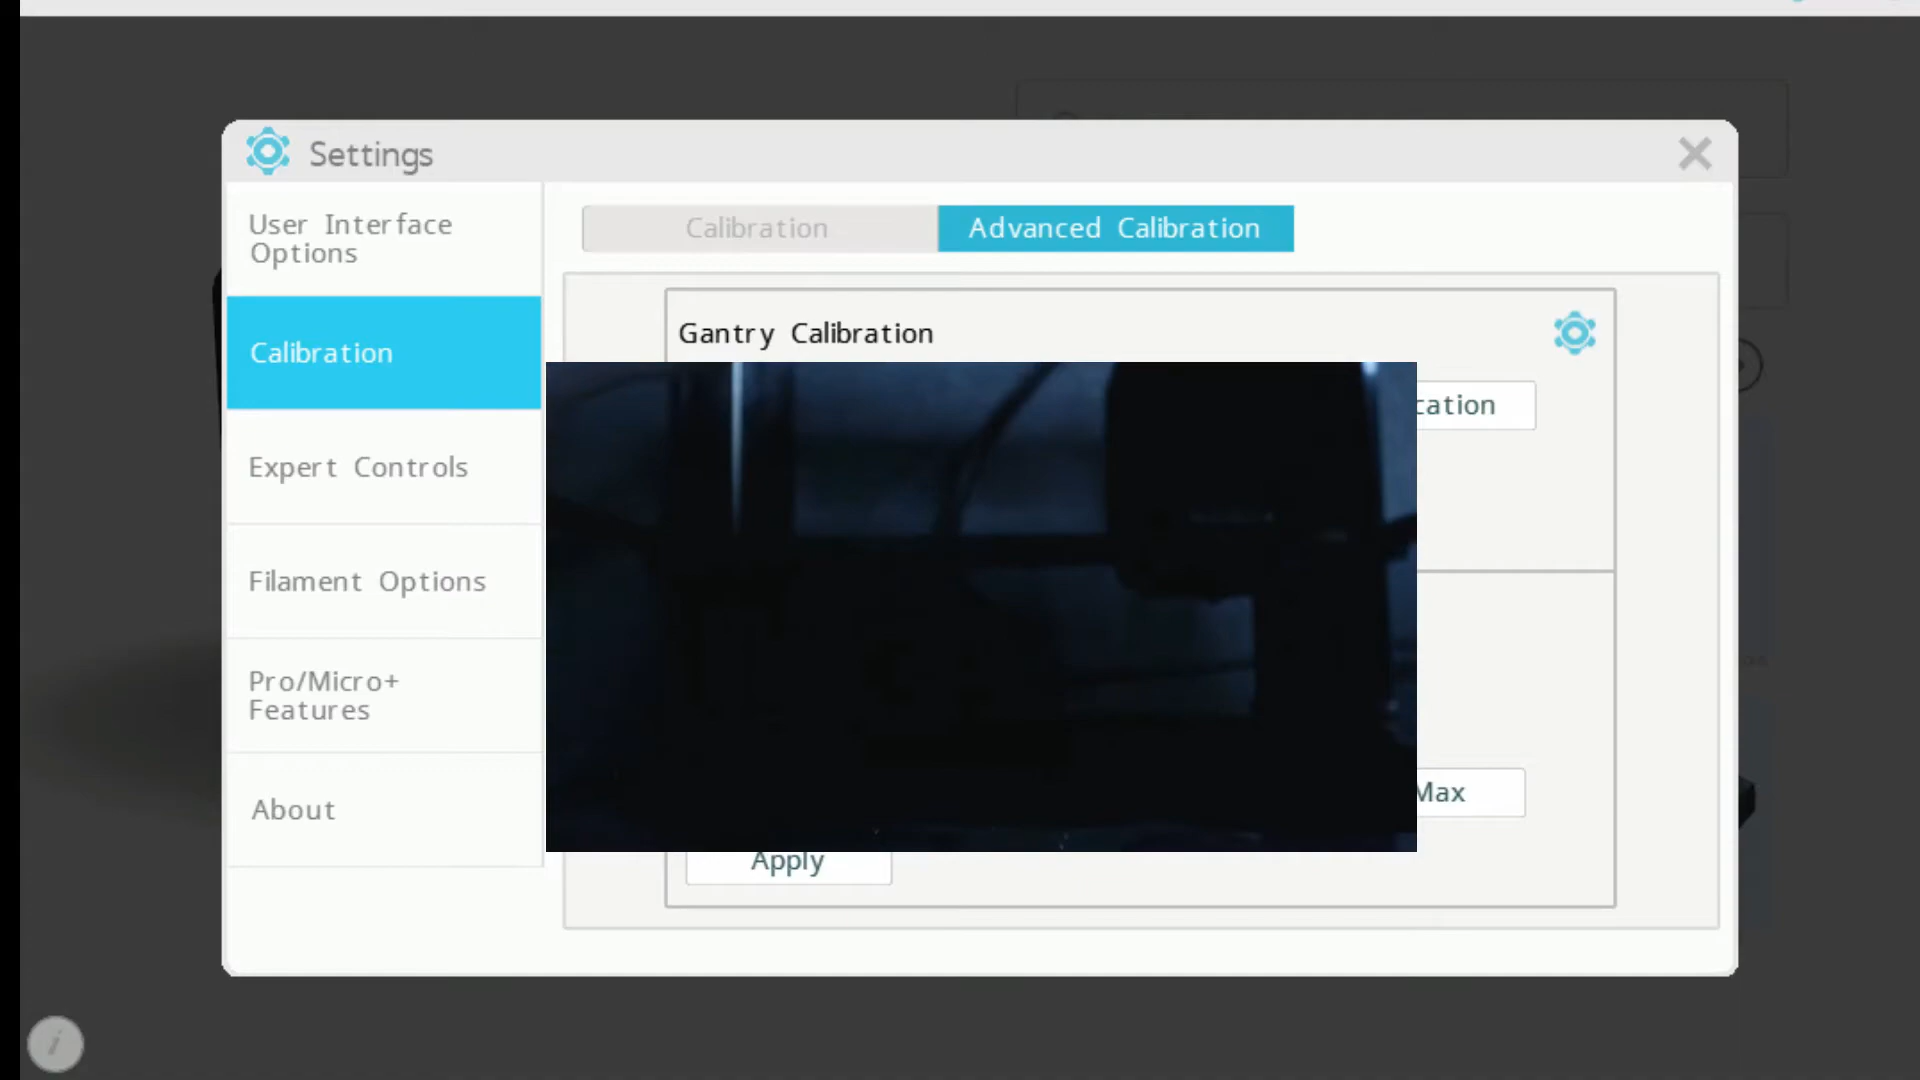 Settings
User Interface
Options
Calibration
Expert Controls
Filament Options
Pro/Micro+
Features
About
Calibration
Advanced Calibration
Gantry Calibration
cation
Max
Apply